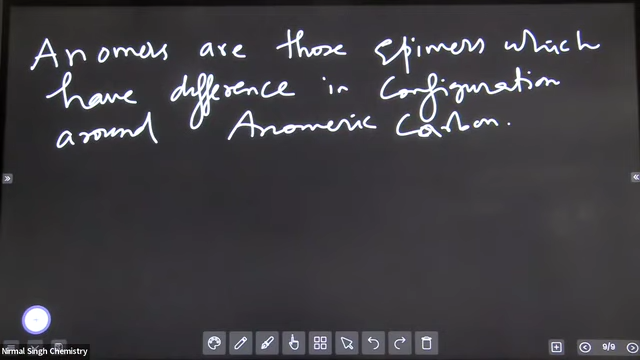 Anomers are those Epimers which
have difference in Configuration
around Anomeric Carbon.
Nirmal Singh Chemistry
9/9